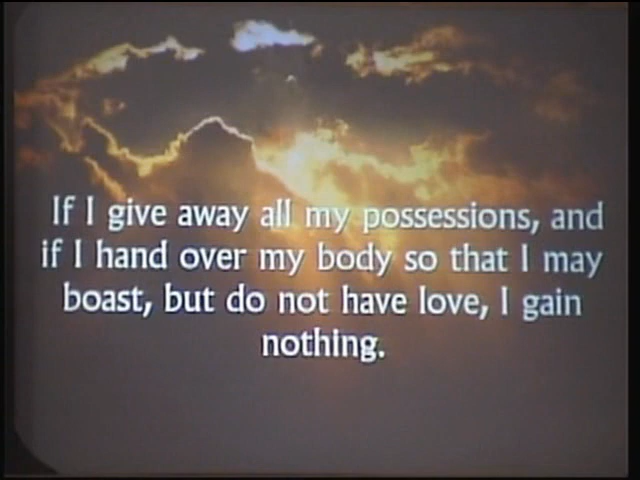 If I give away all my possessions, and
if I hand over my body so that I may
boast, but do not have love, I gain
nothing.